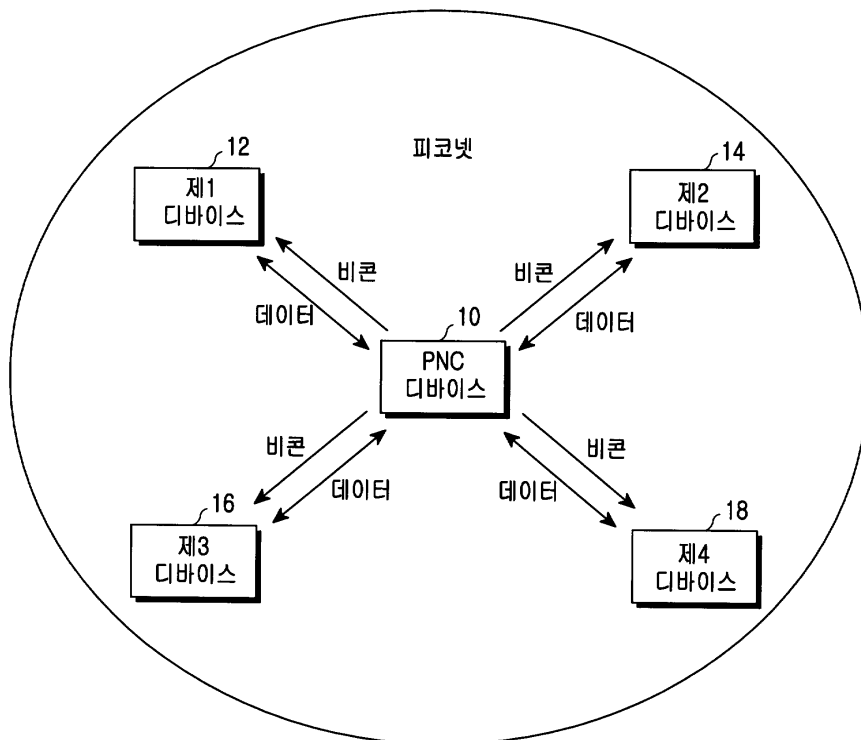 피코넷
12
제1
디바이스
14
제2
디바이스
비콘
데이터
비콘
데이터
10
PNC
디바이스
비콘
데이터
비콘
데이터
16
제3
디바이스
18
제4
디바이스